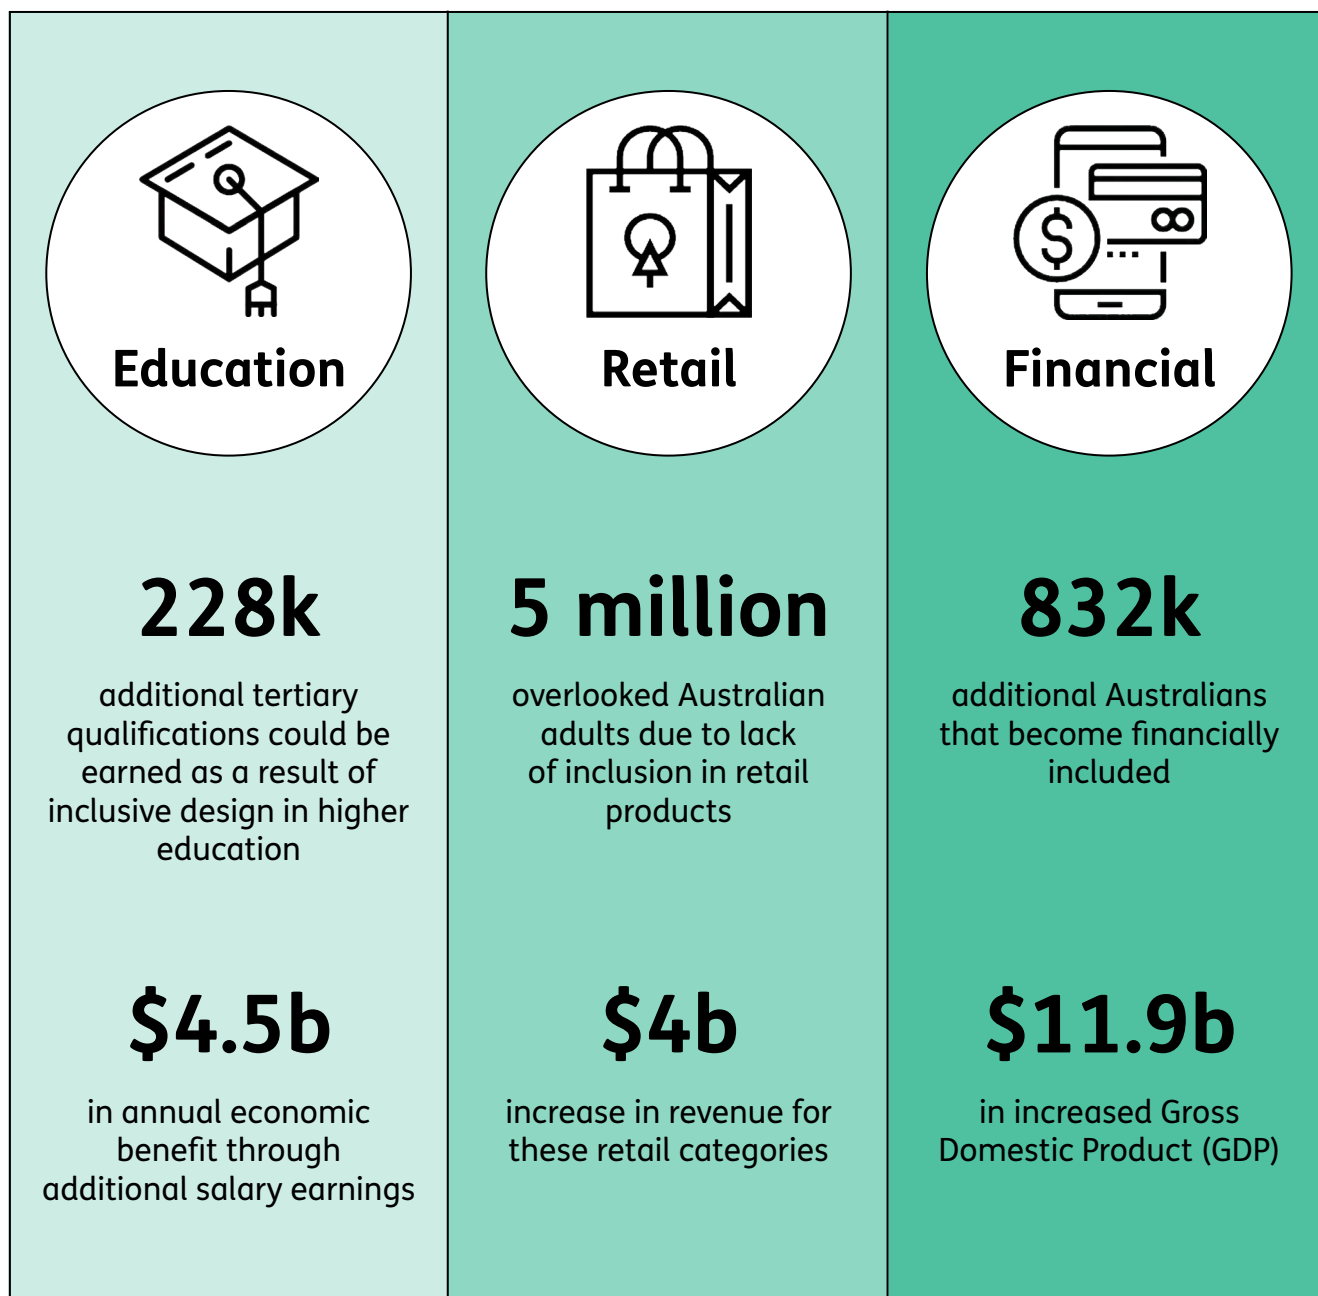 Education
228k
additional tertiary
qualifications could be
earned as a result of
inclusive design in higher
education
$4.5b
in annual economic
benefit through
additional salary earnings
Retail
5 million
overlooked Australian
adults due to lack
of inclusion in retail
products
$4b
increase in revenue for
these retail categories
Financial
832k
additional Australians
that become financially
included
$11.9b
in increased Gross
Domestic Product (GDP)